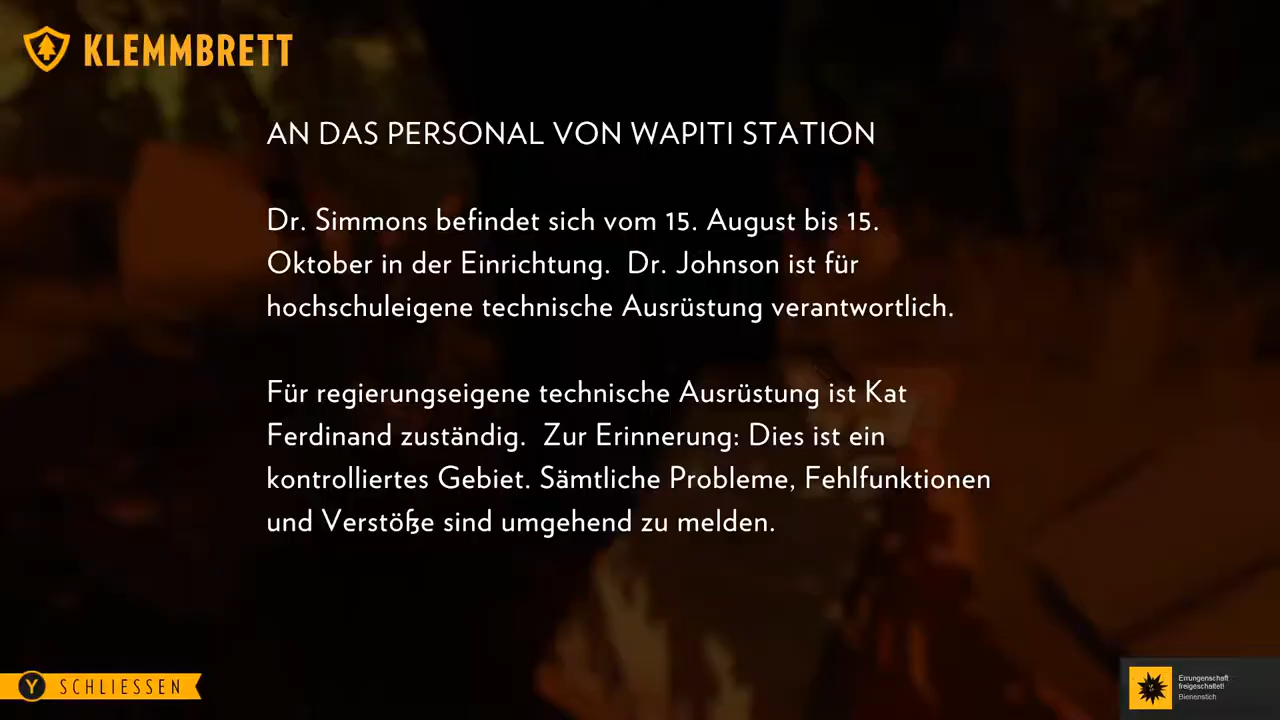 KLEMMBRETT
AN DAS PERSONAL VON WAPITI STATION
Dr. Simmons befindet sich vom 15. August bis 15.
Oktober in der Einrichtung.  Dr. Johnson ist für
hochschuleigene technische Ausrüstung verantwortlich.
Für regierungseigene technische Ausrüstung ist Kat
Ferdinand zuständig.  Zur Erinnerung: Dies ist ein
kontrolliertes Gebiet. Sämtliche Probleme, Fehlfunktionen
und Verstöße sind umgehend zu melden.
Y SCHLIESSEN
Errungenschaft
freigeschaltet!
Bienenstich